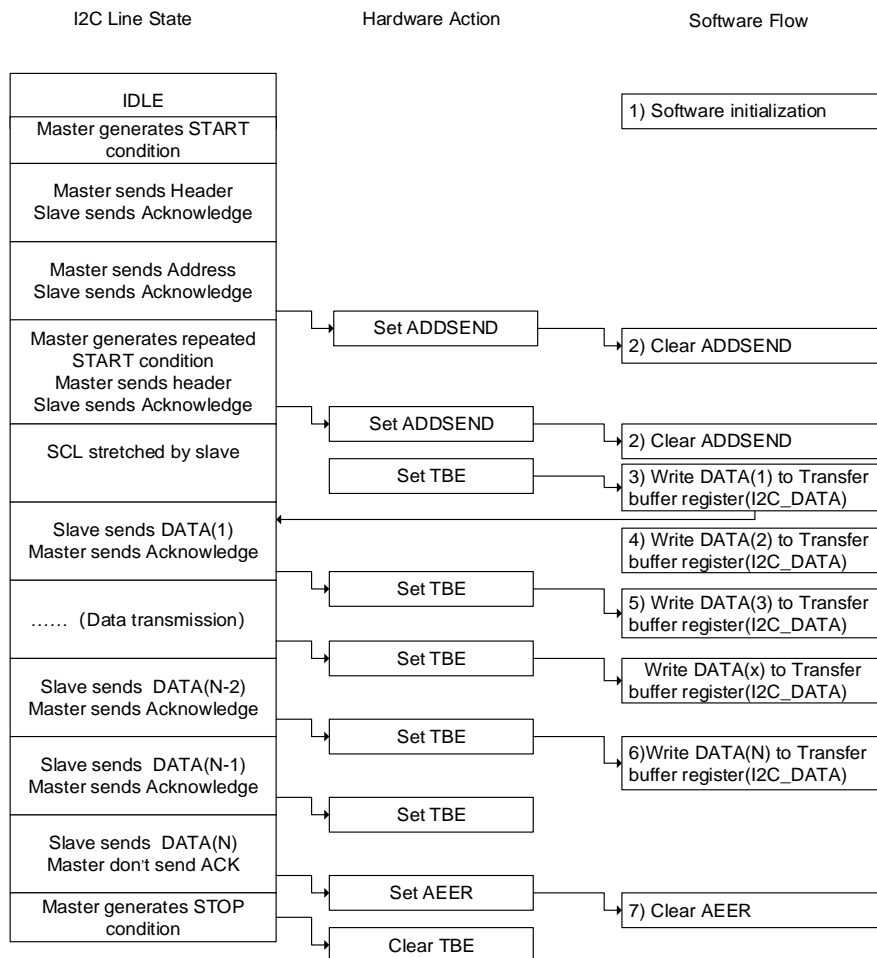 I2C Line State
Hardware Action
Software Flow
IDLE
1) Software initialization
Master generates START
condition
Master sends Header
Slave sends Acknowledge
Master sends Address
Slave sends Acknowledge
Set ADDSEND
2) Clear ADDSEND
Master generates repeated
START condition
Master sends header
Slave sends Acknowledge
Set ADDSEND
2) Clear ADDSEND
SCL stretched by slave
Set TBE
3) Write DATA(1) to Transfer
buffer register(I2C_DATA)
Slave sends DATA(1)
Master sends Acknowledge
4) Write DATA(2) to Transfer
buffer register(I2C_DATA)
Set TBE
5) Write DATA(3) to Transfer
buffer register(I2C_DATA)
…… (Data transmission)
Set TBE
Write DATA(x) to Transfer
buffer register(I2C_DATA)
Slave sends DATA(N-2)
Master sends Acknowledge
Set TBE
6)Write DATA(N) to Transfer
buffer register(I2C_DATA)
Slave sends DATA(N-1)
Master sends Acknowledge
Set TBE
Slave sends DATA(N)
Master don't send ACK
Set AEER
7) Clear AEER
Master generates STOP
condition
Clear TBE